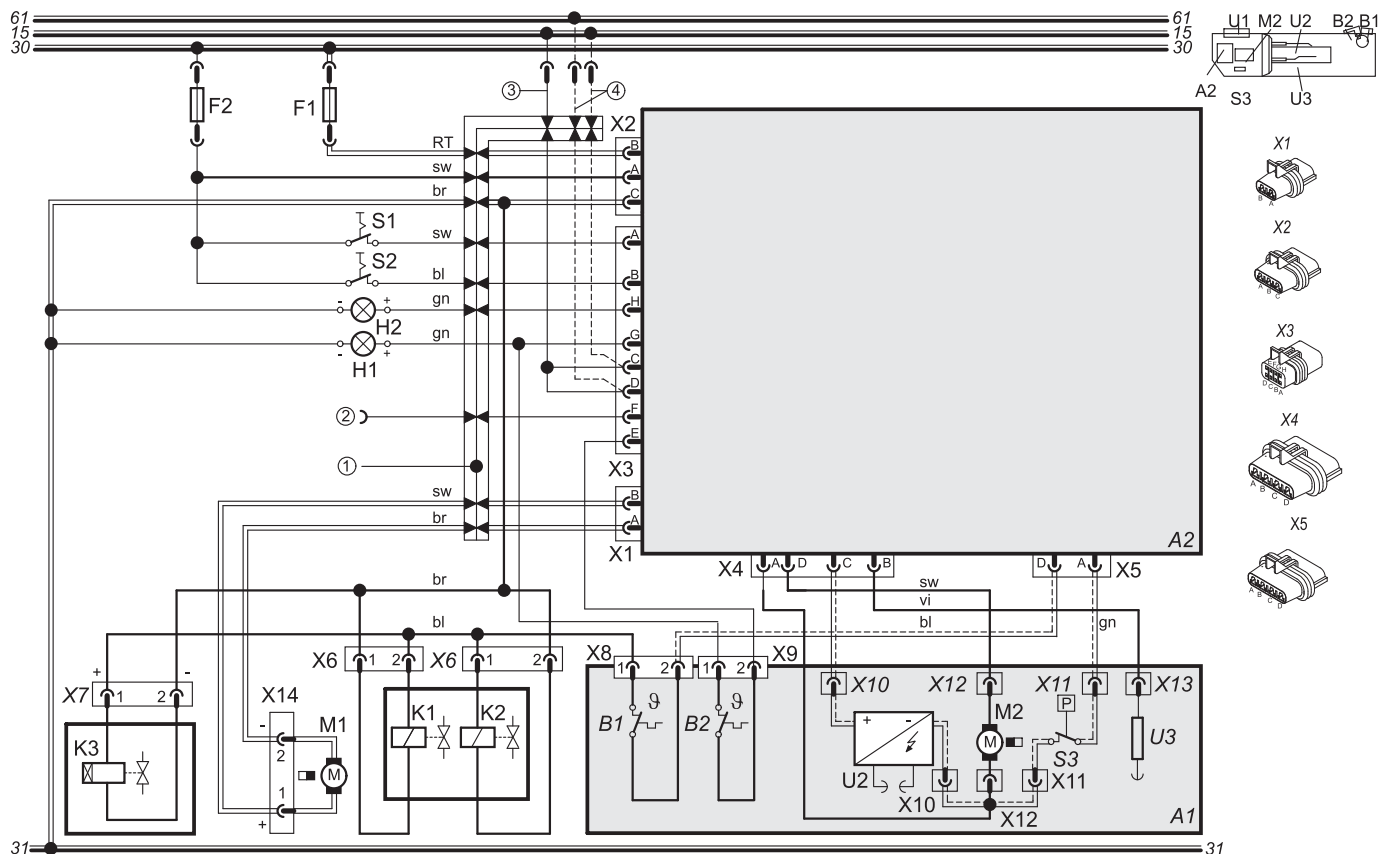 61 61
15 15
30 30
U1 M2 U2 B2 B1
A2 S3 U3
F2 F1
3 4
X2
RT B
sw A
br C
S1 sw A
S2 bl B
- + gn H
H2
gn G
- +
H1
C
D
2 F
E
1
X3
sw B
br A
X1
A2
X1
B A
X2
A B C
X3
E F G H
D C B A
X4
A B C D
X5
A B C D
X4 A D C B D A X5
br sw
vi
bl bl gn
X6 1 2 X6 1 2 X8 1 2 1 2 X9
+ -
X7 1 2
X14
X10 X12 X11 X13
K3
-
2
M1
M
1
+
K1 K2
B1 ϑ B2 ϑ
+ -
U2
X10
M2
M
X12
P
S3
X11
U3
A1
31 31